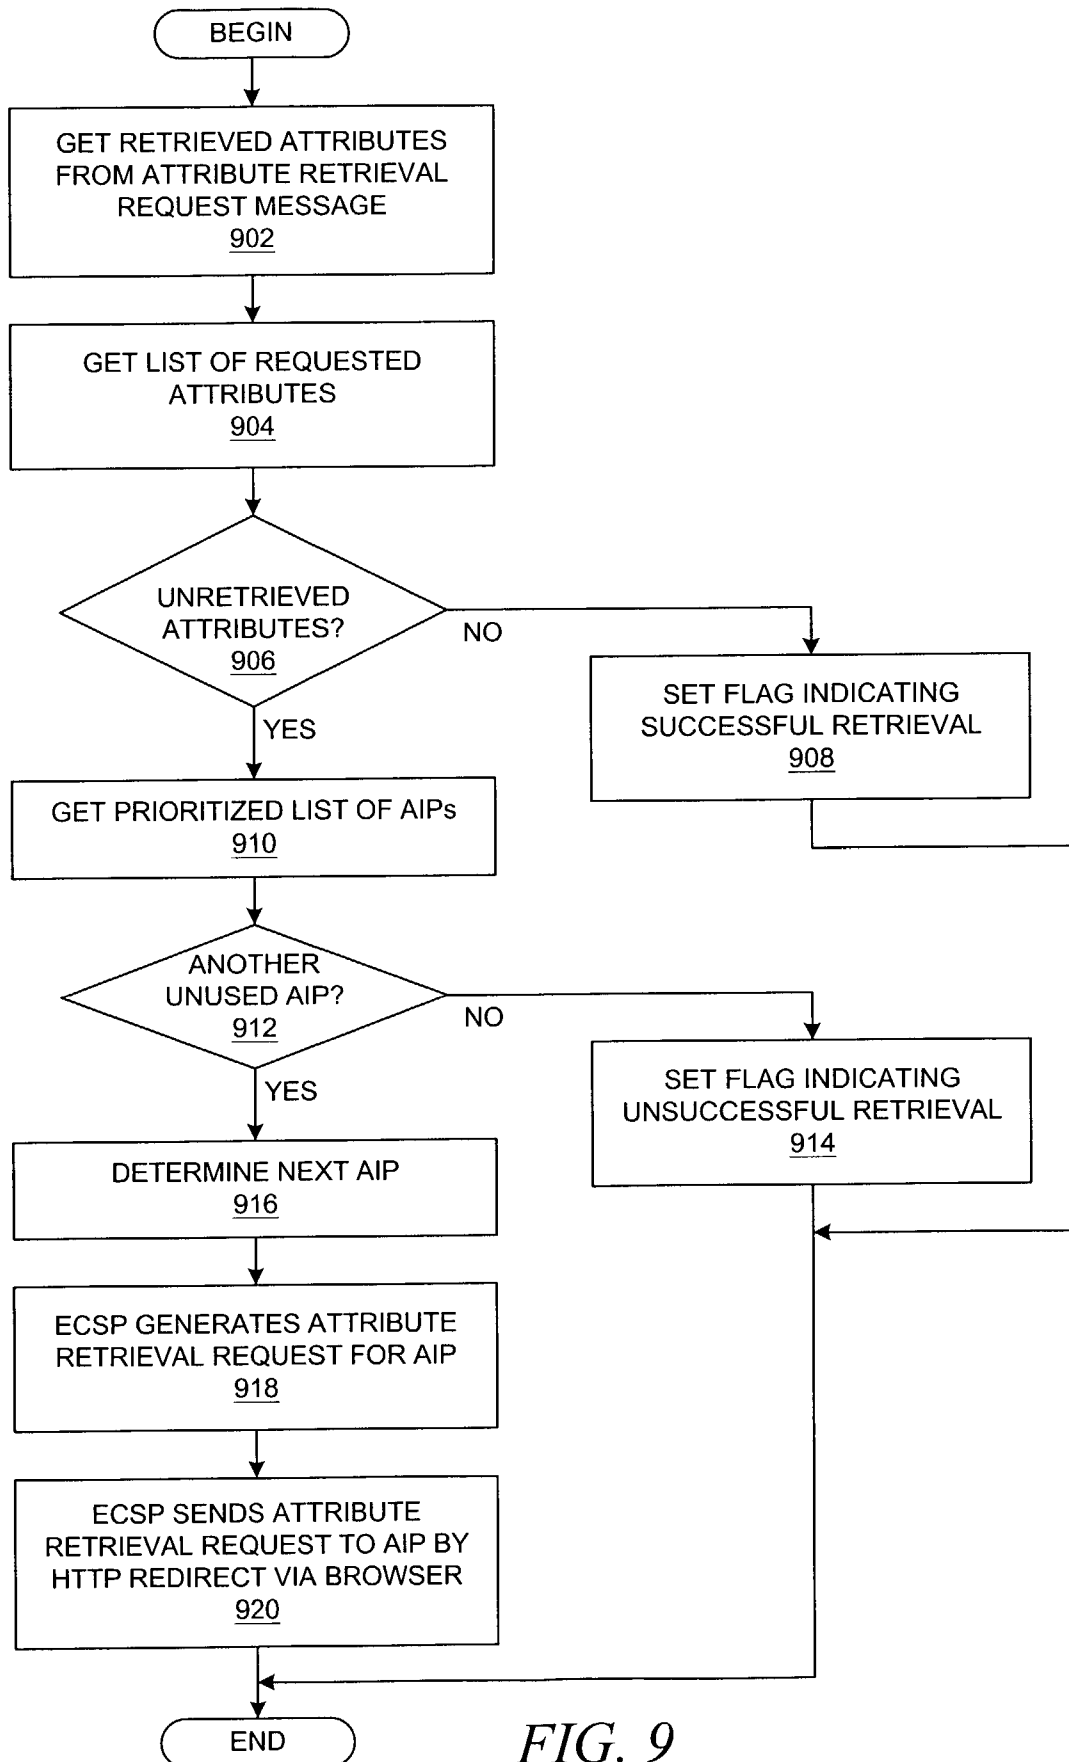 BEGIN
GET RETRIEVED ATTRIBUTES
FROM ATTRIBUTE RETRIEVAL
REQUEST MESSAGE
902
GET LIST OF REQUESTED
ATTRIBUTES
904
UNRETRIEVED
ATTRIBUTES?
906
NO
YES
SET FLAG INDICATING
SUCCESSFUL RETRIEVAL
908
GET PRIORITIZED LIST OF AIPs
910
ANOTHER
UNUSED AIP?
912
NO
YES
SET FLAG INDICATING
UNSUCCESSFUL RETRIEVAL
914
DETERMINE NEXT AIP
916
ECSP GENERATES ATTRIBUTE
RETRIEVAL REQUEST FOR AIP
918
ECSP SENDS ATTRIBUTE
RETRIEVAL REQUEST TO AIP BY
HTTP REDIRECT VIA BROWSER
920
END
FIG. 9